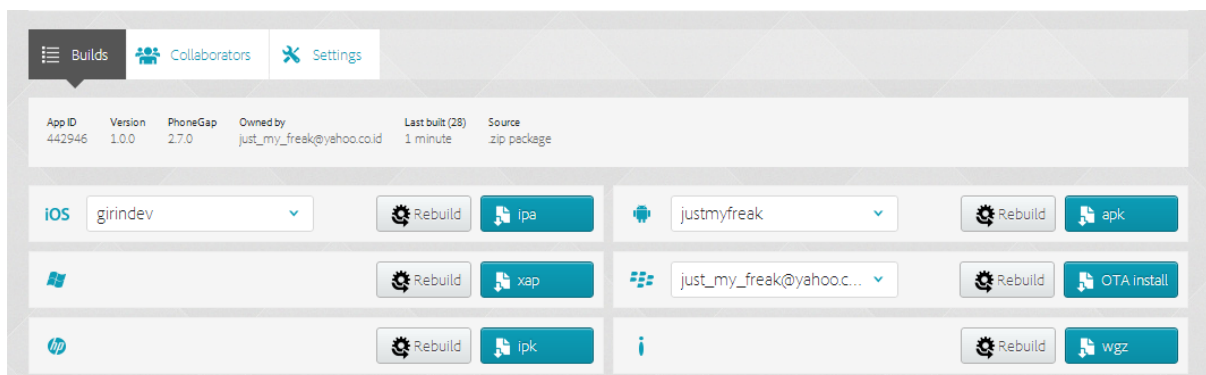 Builds Collaborators Settings
App ID Version PhoneGap Owned by Last built (28) Source
442946 1.0.0 2.7.0 just_my_freak@yahoo.co.id 1 minute .zip package
iOS girindev Rebuild ipa justmyfreak Rebuild apk
Rebuild xap just_my_freak@yahoo.c... Rebuild OTA install
hp Rebuild ipk Rebuild wgz